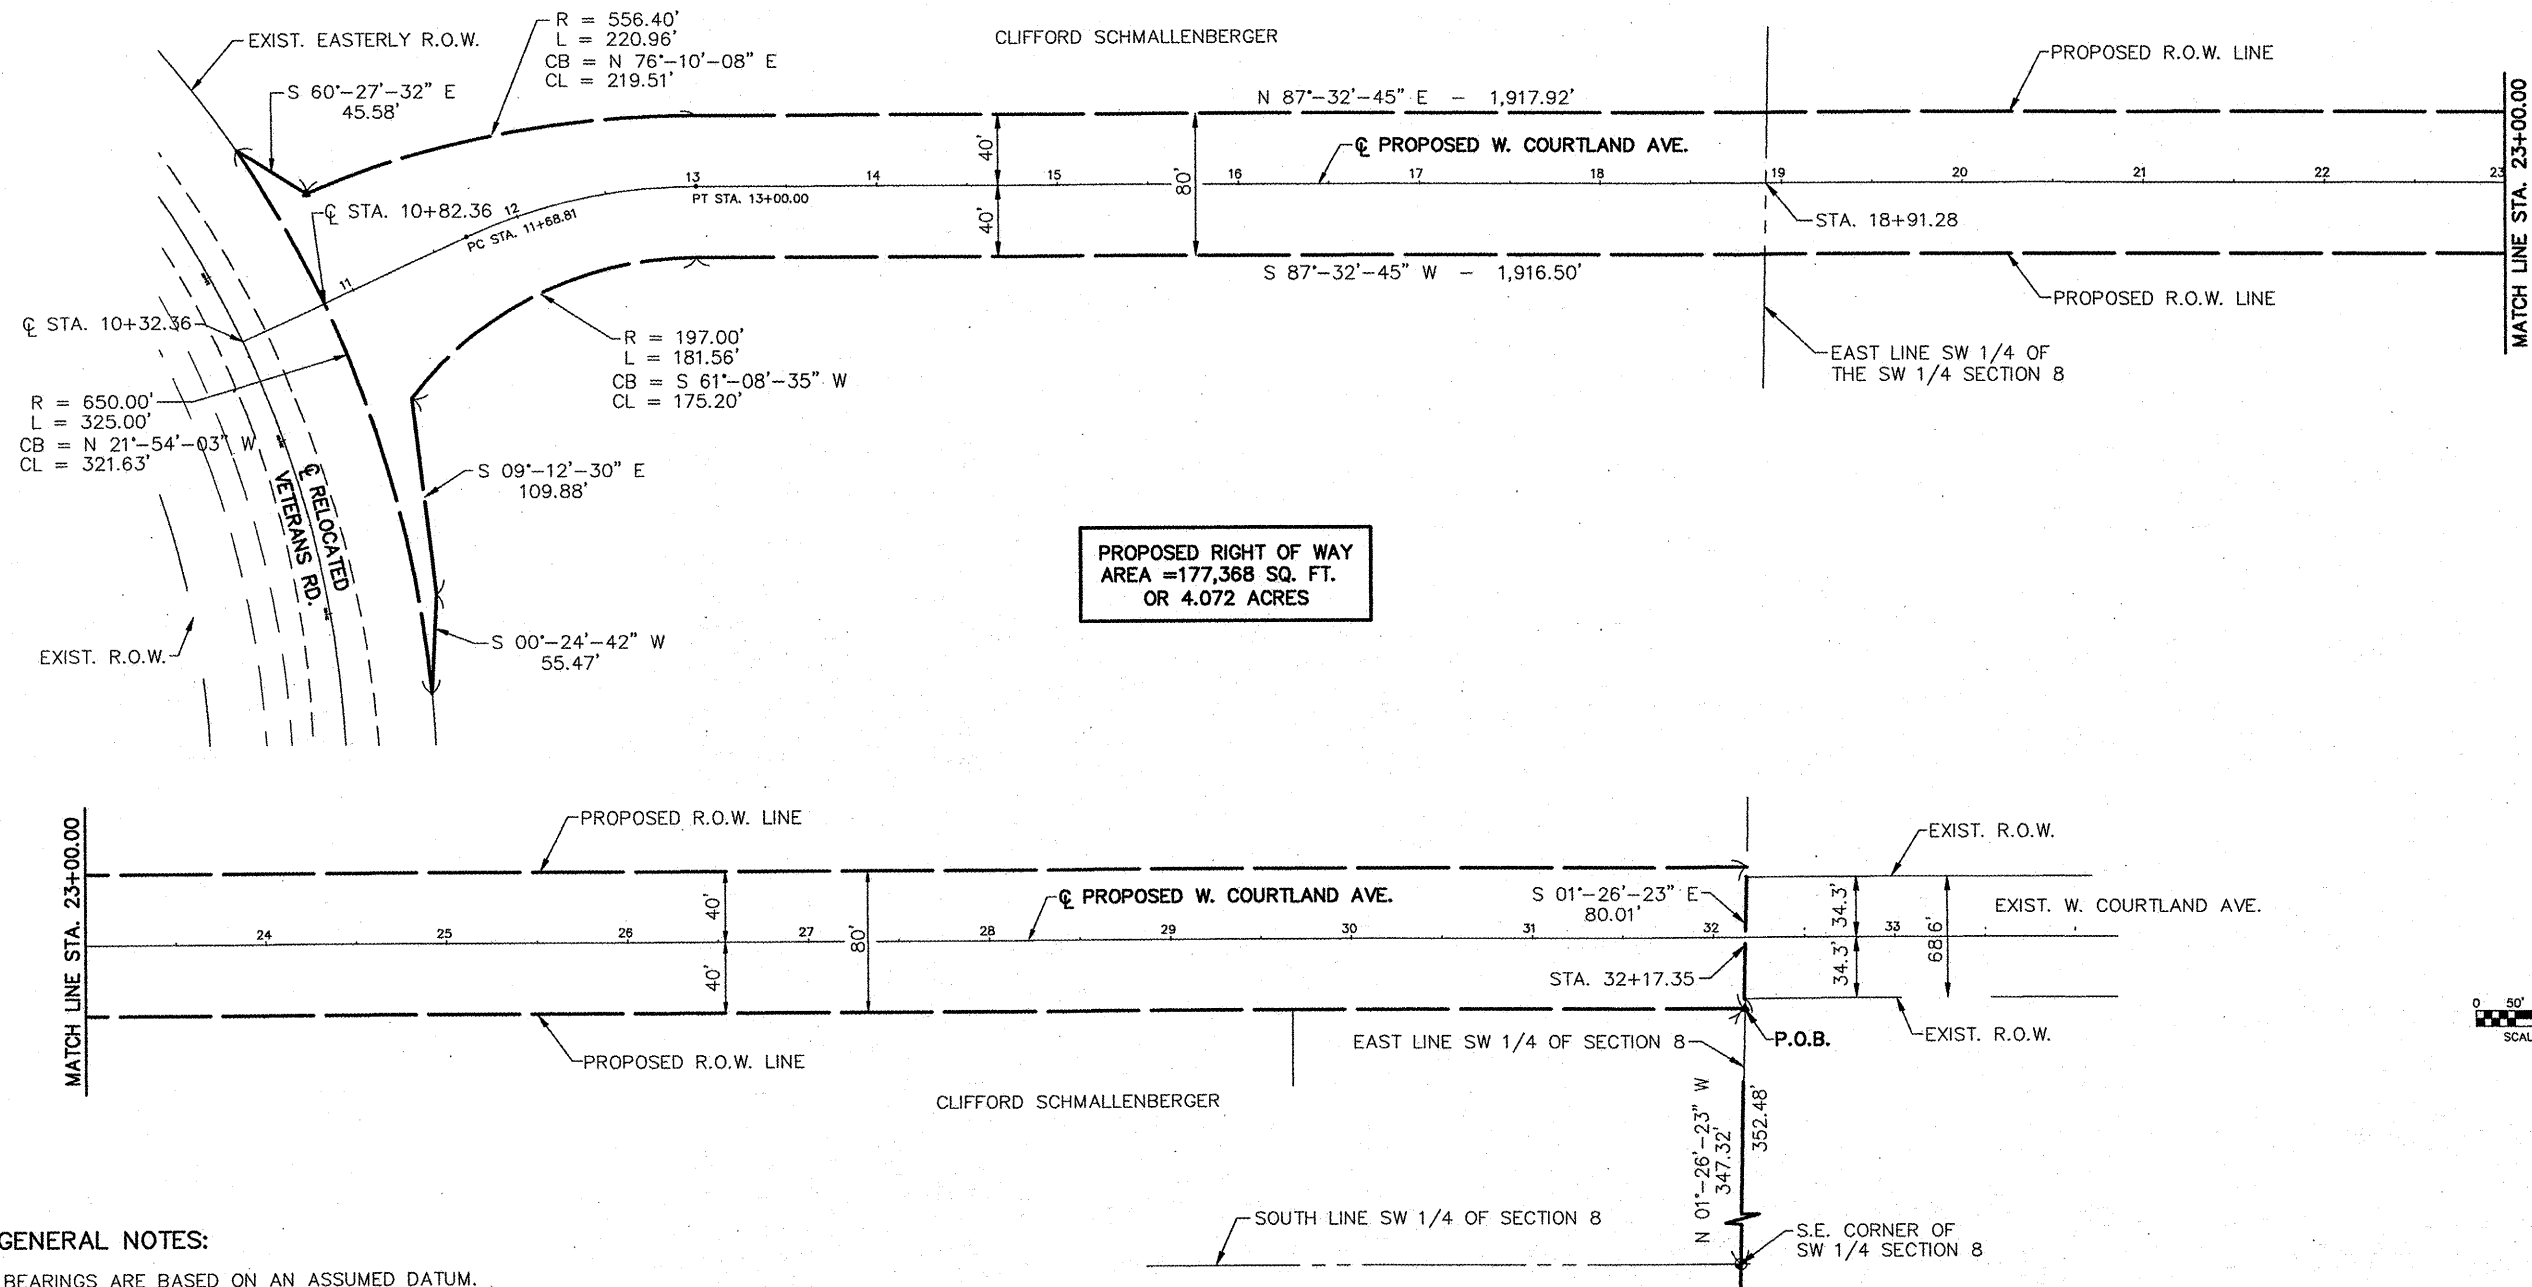 EXIST. EASTERLY R.O.W.
S 60°-27'-32" E
45.58'
R = 556.40'
L = 220.96'
CB = N 76°-10'-08" E
CL = 219.51'
CLIFFORD SCHMALLENBERGER
PROPOSED R.O.W. LINE
N 87°-32'-45" E - 1,917.92'
℄ PROPOSED W. COURTLAND AVE.
40'
40'
80'
11
12
13
14
15
16
17
18
19
20
21
22
23
PC STA. 11+68.81
PT STA. 13+00.00
℄ STA. 10+82.36
STA. 18+91.28
S 87°-32'-45" W - 1,916.50'
PROPOSED R.O.W. LINE
MATCH LINE STA. 23+00.00
℄ STA. 10+32.36
R = 197.00'
L = 181.56'
CB = S 61°-08'-35" W
CL = 175.20'
EAST LINE SW 1/4 OF
THE SW 1/4 SECTION 8
R = 650.00'
L = 325.00'
CB = N 21°-54'-03" W
CL = 321.63'
S 09°-12'-30" E
109.88'
℄ RELOCATED
VETERANS RD.
PROPOSED RIGHT OF WAY
AREA =177,368 SQ. FT.
OR 4.072 ACRES
S 00°-24'-42" W
55.47'
EXIST. R.O.W.
MATCH LINE STA. 23+00.00
PROPOSED R.O.W. LINE
EXIST. R.O.W.
40'
40'
80'
℄ PROPOSED W. COURTLAND AVE.
S 01°-26'-23" E
80.01'
34.3'
34.3'
68.6'
EXIST. W. COURTLAND AVE.
24
25
26
27
28
29
30
31
32
33
STA. 32+17.35
PROPOSED R.O.W. LINE
EAST LINE SW 1/4 OF SECTION 8
P.O.B.
EXIST. R.O.W.
0 50'
SCAL
CLIFFORD SCHMALLENBERGER
N 01°-26'-23" W
347.32'
352.48'
SOUTH LINE SW 1/4 OF SECTION 8
S.E. CORNER OF
SW 1/4 SECTION 8
GENERAL NOTES:
BEARINGS ARE BASED ON AN ASSUMED DATUM.